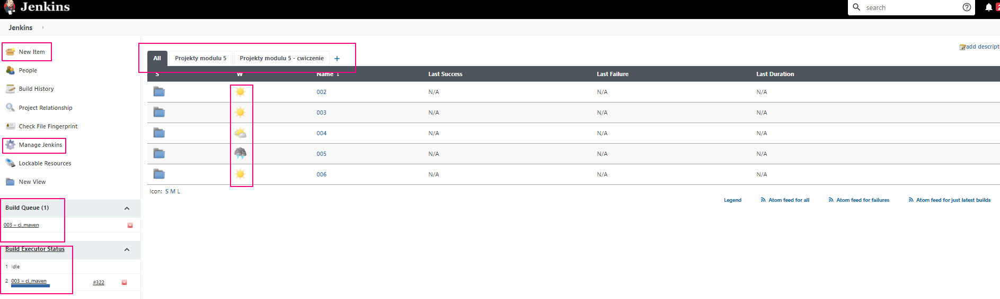 Jenkins
search
2
Jenkins
New Item
People
Build History
Project Relationship
Check File Fingerprint
Manage Jenkins
Lockable Resources
New View
Build Queue (1)
003 » ci_maven
Build Executor Status
1 Idle
2 003 » ci_maven #322
add descripti
All Projekty modulu 5 Projekty modulu 5 - cwiczenie +
S W Name ↓ Last Success Last Failure Last Duration
002 N/A N/A N/A
003 N/A N/A N/A
004 N/A N/A N/A
005 N/A N/A N/A
006 N/A N/A N/A
Icon: S M L
Legend Atom feed for all Atom feed for failures Atom feed for just latest builds